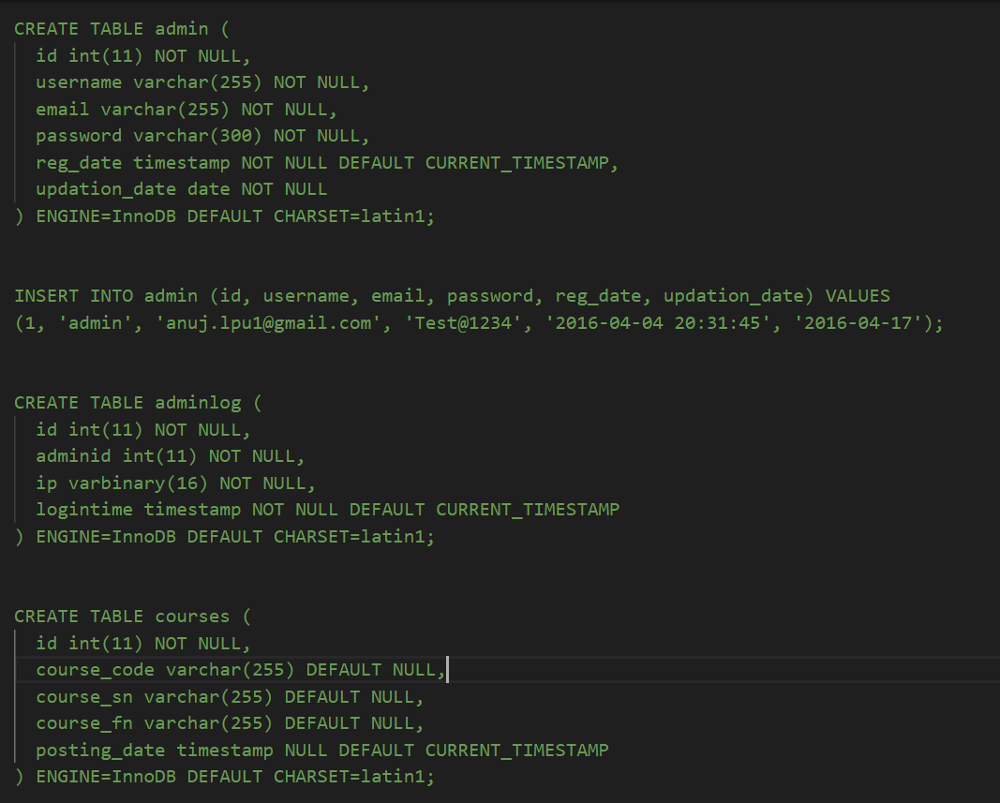 CREATE TABLE admin (
id int(11) NOT NULL,
username varchar(255) NOT NULL,
email varchar(255) NOT NULL,
password varchar(300) NOT NULL,
reg_date timestamp NOT NULL DEFAULT CURRENT_TIMESTAMP,
updation_date date NOT NULL
) ENGINE=InnoDB DEFAULT CHARSET=latin1;
INSERT INTO admin (id, username, email, password, reg_date, updation_date) VALUES
(1, 'admin', 'anuj.lpu1@gmail.com', 'Test@1234', '2016-04-04 20:31:45', '2016-04-17');
CREATE TABLE adminlog (
id int(11) NOT NULL,
adminid int(11) NOT NULL,
ip varbinary(16) NOT NULL,
logintime timestamp NOT NULL DEFAULT CURRENT_TIMESTAMP
) ENGINE=InnoDB DEFAULT CHARSET=latin1;
CREATE TABLE courses (
id int(11) NOT NULL,
course_code varchar(255) DEFAULT NULL,
course_sn varchar(255) DEFAULT NULL,
course_fn varchar(255) DEFAULT NULL,
posting_date timestamp NULL DEFAULT CURRENT_TIMESTAMP
) ENGINE=InnoDB DEFAULT CHARSET=latin1;